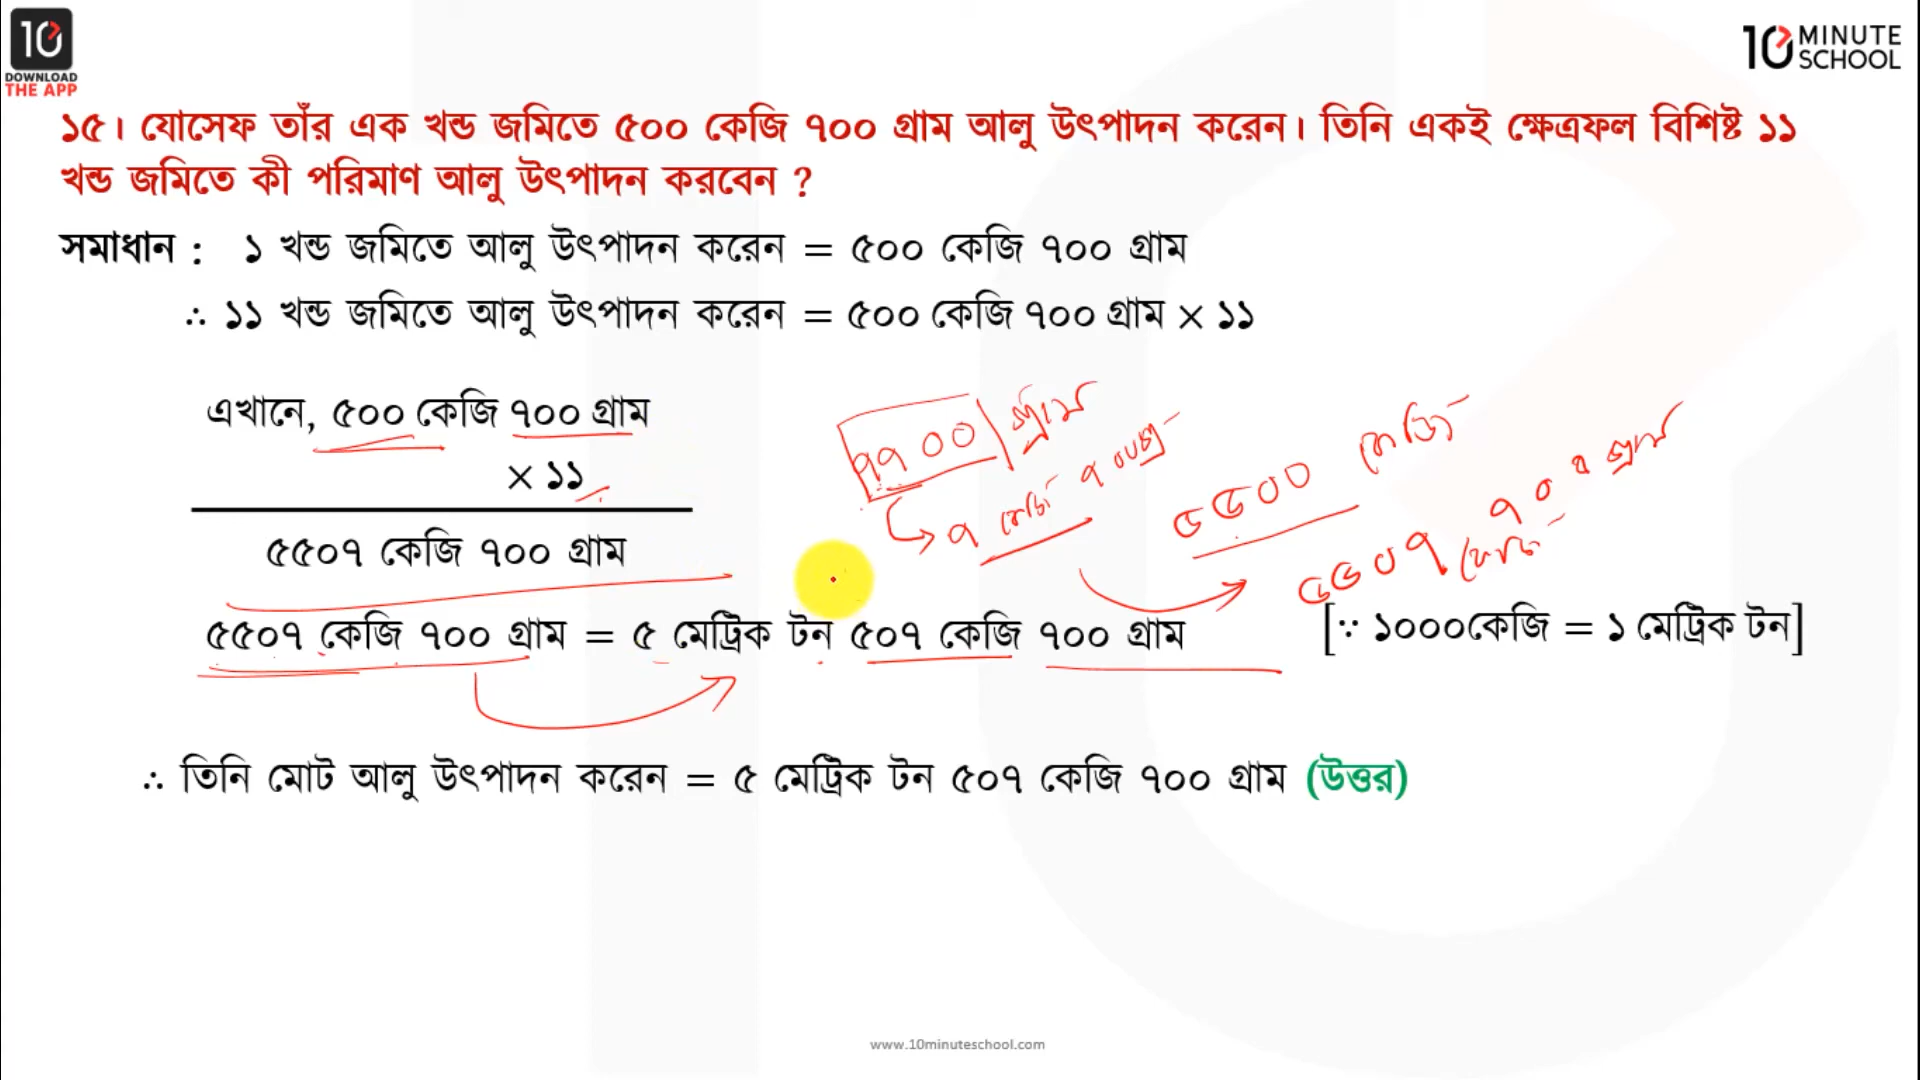 10
DOWNLOAD
THE APP
10 MINUTE
SCHOOL
১৫। যোসেফ তাঁর এক খন্ড জমিতে ৫০০ কেজি ৭০০ গ্রাম আলু উৎপাদন করেন। তিনি একই ক্ষেত্রফল বিশিষ্ট ১১
খন্ড জমিতে কী পরিমাণ আলু উৎপাদন করবেন ?
সমাধান : ১ খন্ড জমিতে আলু উৎপাদন করেন = ৫০০ কেজি ৭০০ গ্রাম
∴ ১১ খন্ড জমিতে আলু উৎপাদন করেন = ৫০০ কেজি ৭০০ গ্রাম × ১১
এখানে, ৫০০ কেজি ৭০০ গ্রাম
× ১১
৭৭০০ গ্রাম
৭ কেজি ৭০০গ্রা
৫৫০০ কেজি
৫৫০৭ কেজি ৭০০ গ্রাম
৫৫০৭ কেজি ৭০০ গ্রাম
৫৫০৭ কেজি ৭০০ গ্রাম = ৫ মেট্রিক টন ৫০৭ কেজি ৭০০ গ্রাম [∵ ১০০০কেজি = ১ মেট্রিক টন]
∴ তিনি মোট আলু উৎপাদন করেন = ৫ মেট্রিক টন ৫০৭ কেজি ৭০০ গ্রাম (উত্তর)
www.10minuteschool.com